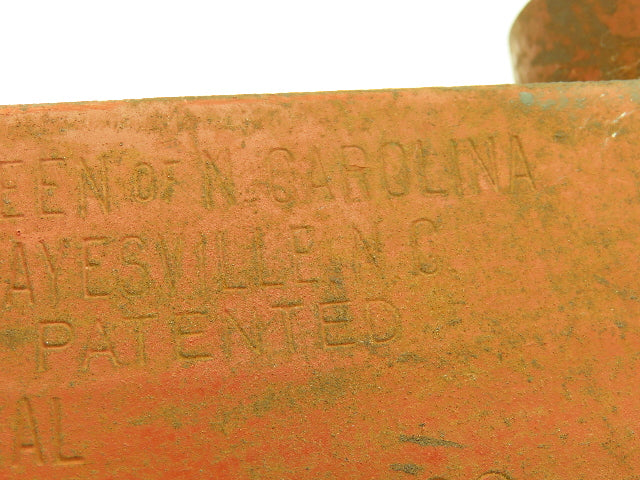 EEN OF N. CAROLINA
AYESVILLE, N.C.
PATENTED
AL